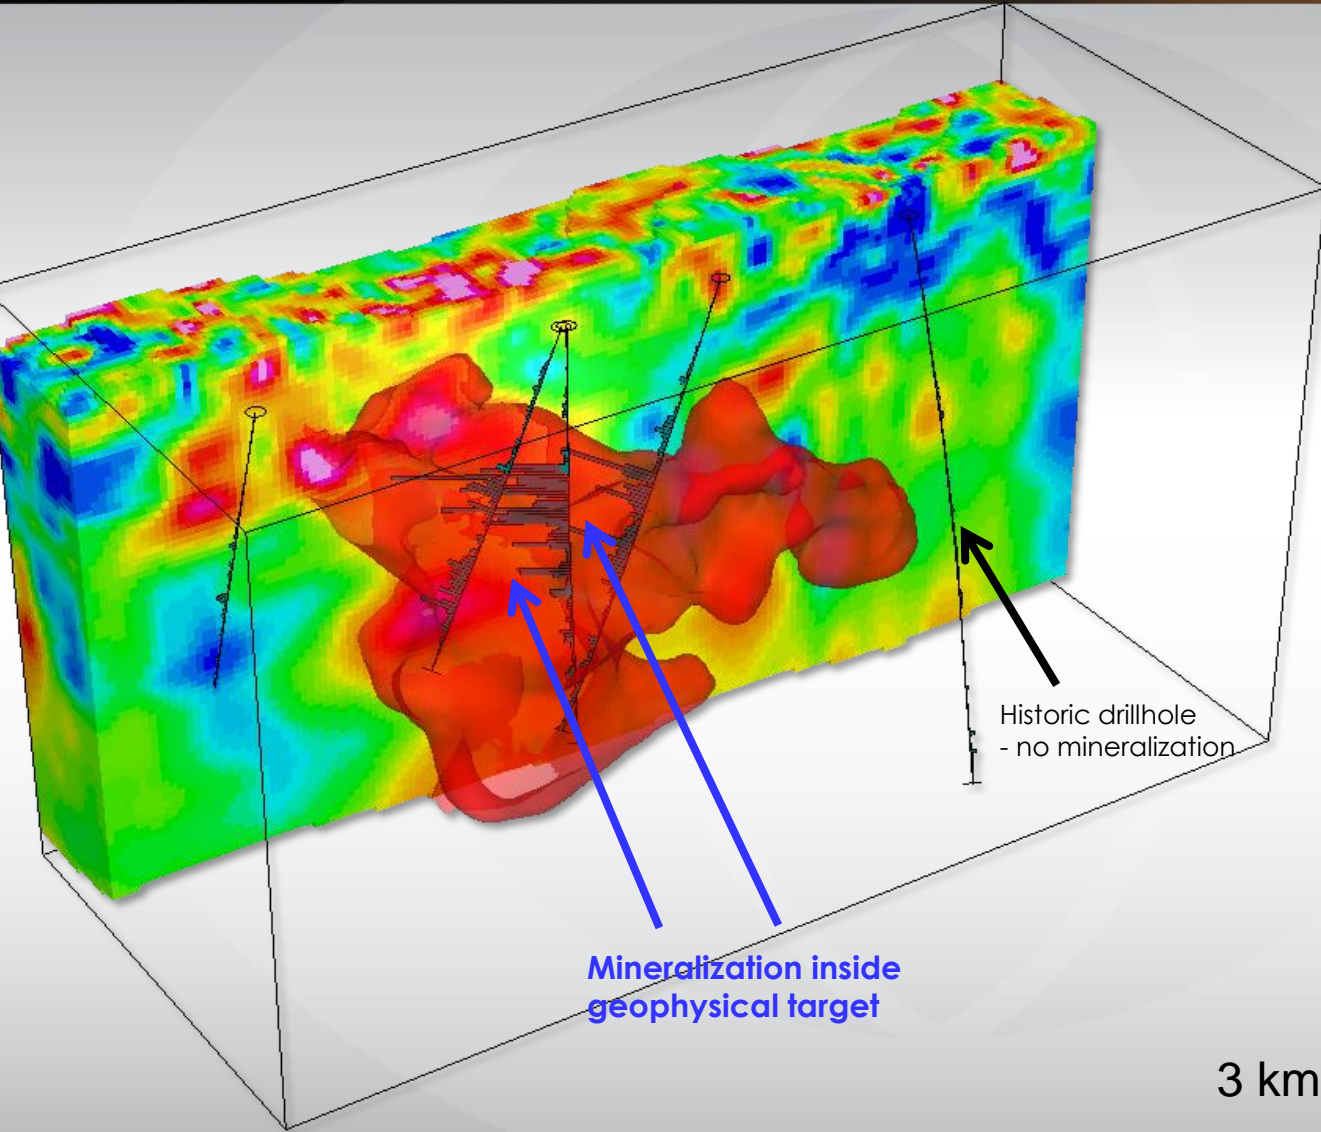 Historic drillhole
- no mineralization
Mineralization inside
geophysical target
3 km